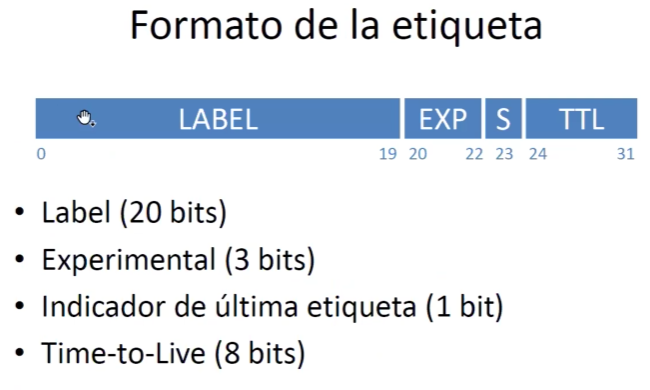 Formato de la etiqueta
LABEL EXP S TTL
0 19 20 22 23 24 31
• Label (20 bits)
• Experimental (3 bits)
• Indicador de última etiqueta (1 bit)
• Time-to-Live (8 bits)